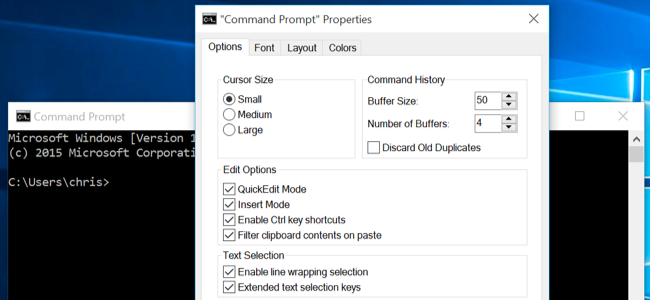 "Command Prompt" Properties
Options Font Layout Colors
Cursor Size
Small
Medium
Large
Command History
Buffer Size: 50
Number of Buffers: 4
Discard Old Duplicates
Edit Options
QuickEdit Mode
Insert Mode
Enable Ctrl key shortcuts
Filter clipboard contents on paste
Text Selection
Enable line wrapping selection
Extended text selection keys
Command Prompt
Microsoft Windows [Version 1
(c) 2015 Microsoft Corporati
C:\Users\chris>